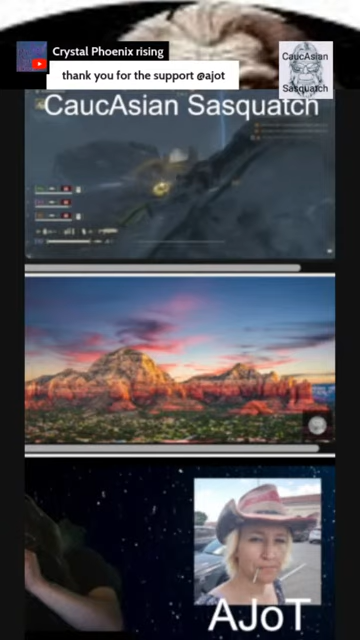 Crystal Phoenix rising
thank you for the support @ajot
CaucAsian
Sasquatch
CaucAsian Sasquatch
AJoT